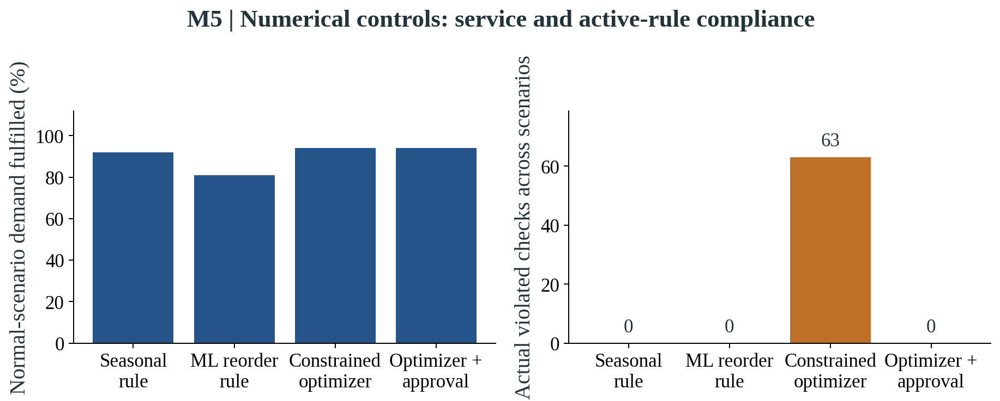 M5 | Numerical controls: service and active-rule compliance
Normal-scenario demand fulfilled (%)
100
80
60
40
20
0
Seasonal
rule
ML reorder
rule
Constrained
optimizer
Optimizer +
approval
Actual violated checks across scenarios
60
40
20
0
0
0
63
0
Seasonal
rule
ML reorder
rule
Constrained
optimizer
Optimizer +
approval